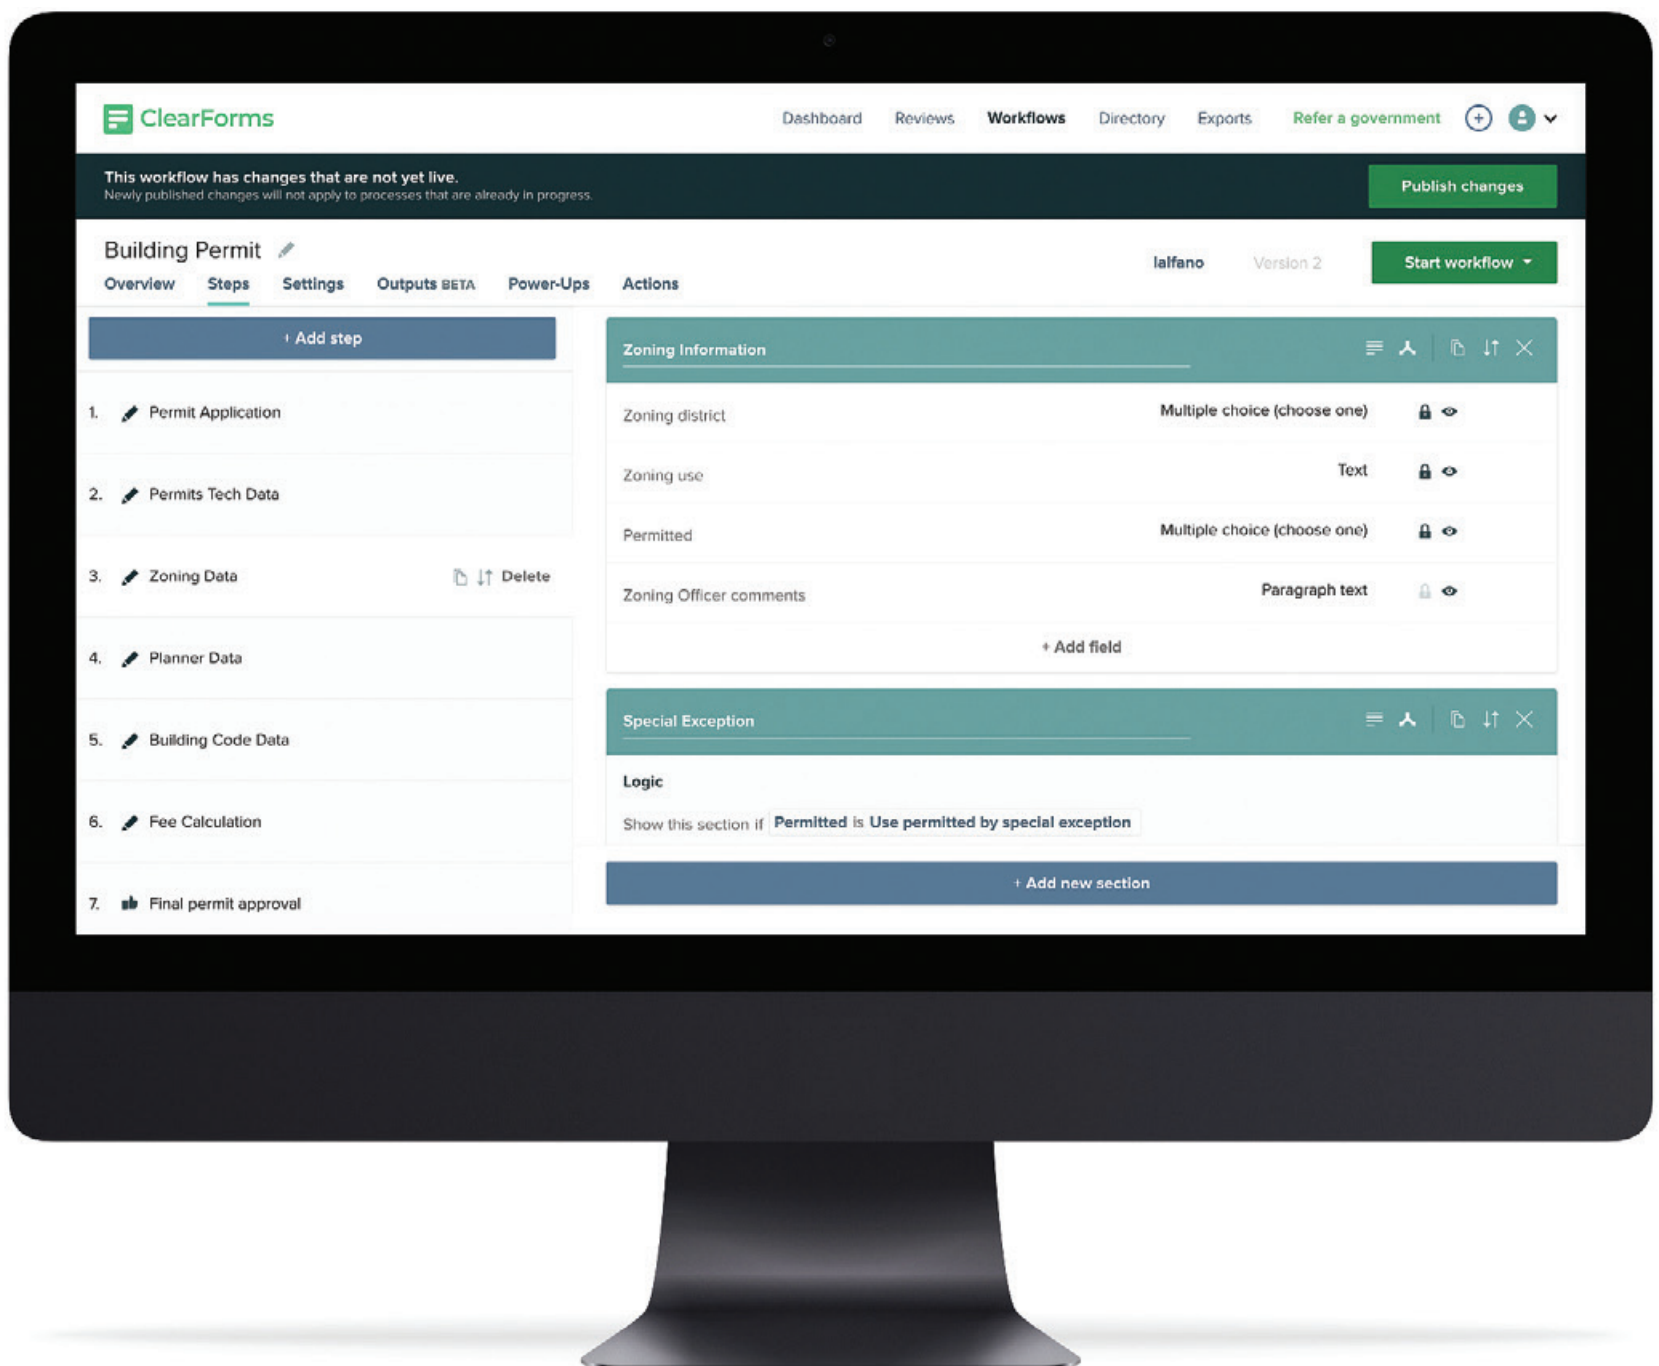 ClearForms
Dashboard Reviews Workflows Directory Exports Refer a government
This workflow has changes that are not yet live.
Newly published changes will not apply to processes that are already in progress.
Publish changes
Building Permit
Overview Steps Settings Outputs BETA Power-Ups Actions
lalfano Version 2 Start workflow
+ Add step
1. Permit Application
2. Permits Tech Data
3. Zoning Data Delete
4. Planner Data
5. Building Code Data
6. Fee Calculation
7. Final permit approval
Zoning Information
Zoning district Multiple choice (choose one)
Zoning use Text
Permitted Multiple choice (choose one)
Zoning Officer comments Paragraph text
+ Add field
Special Exception
Logic
Show this section if Permitted is Use permitted by special exception
+ Add new section